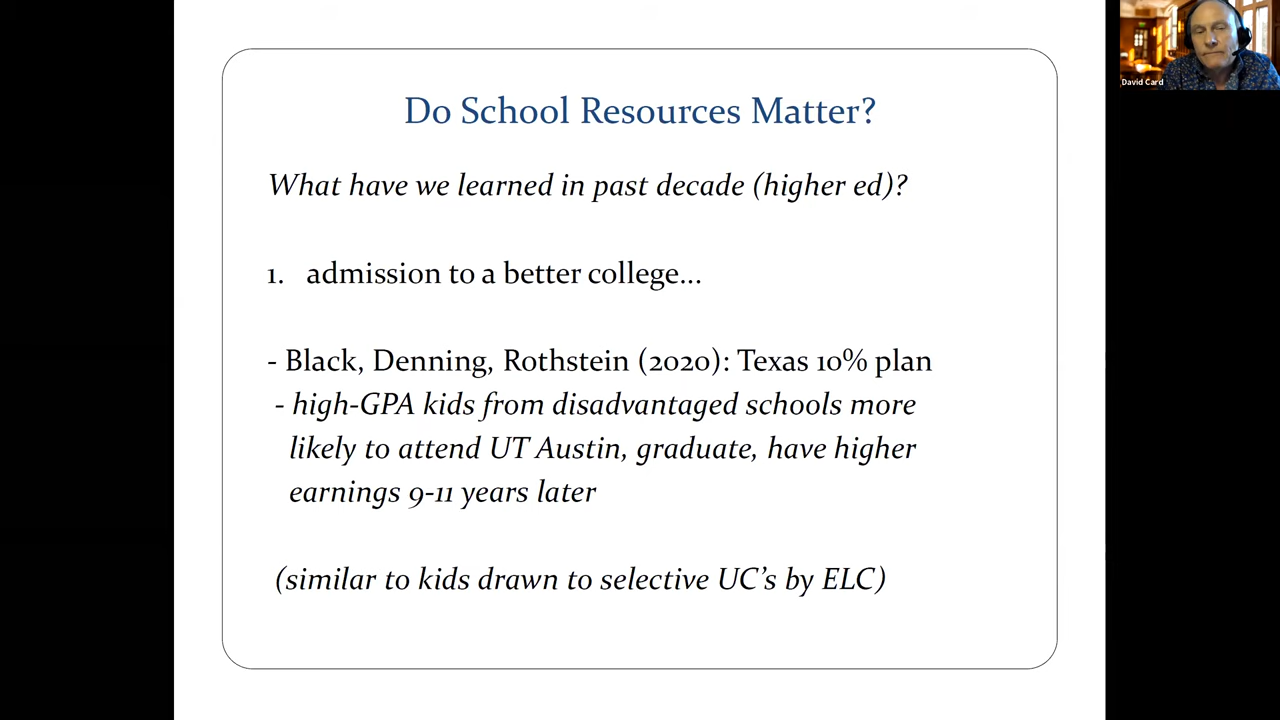 David Card
Do School Resources Matter?
What have we learned in past decade (higher ed)?
1. admission to a better college...
- Black, Denning, Rothstein (2020): Texas 10% plan
- high-GPA kids from disadvantaged schools more
likely to attend UT Austin, graduate, have higher
earnings 9-11 years later
(similar to kids drawn to selective UC’s by ELC)